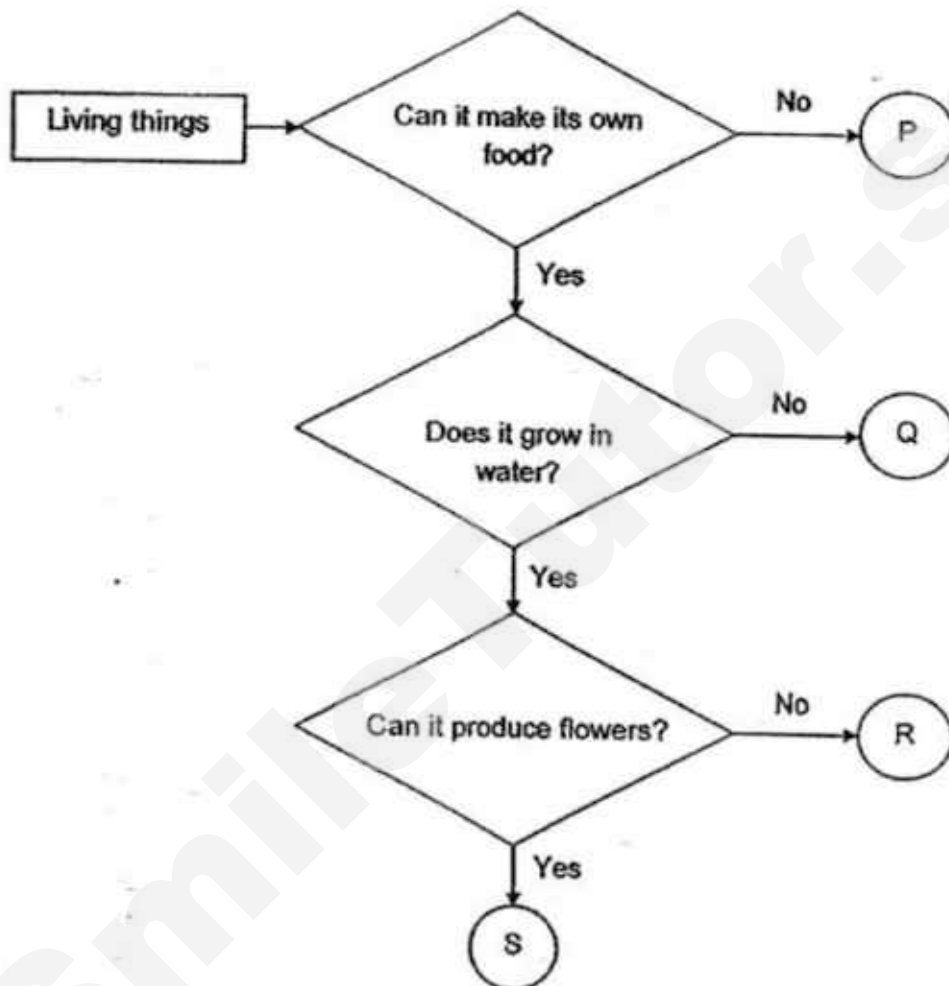 Living things
Can it make its own
food?
No
P
Yes
Does it grow in
water?
No
Q
Yes
Can it produce flowers?
No
R
Yes
S
SmileTutor.s